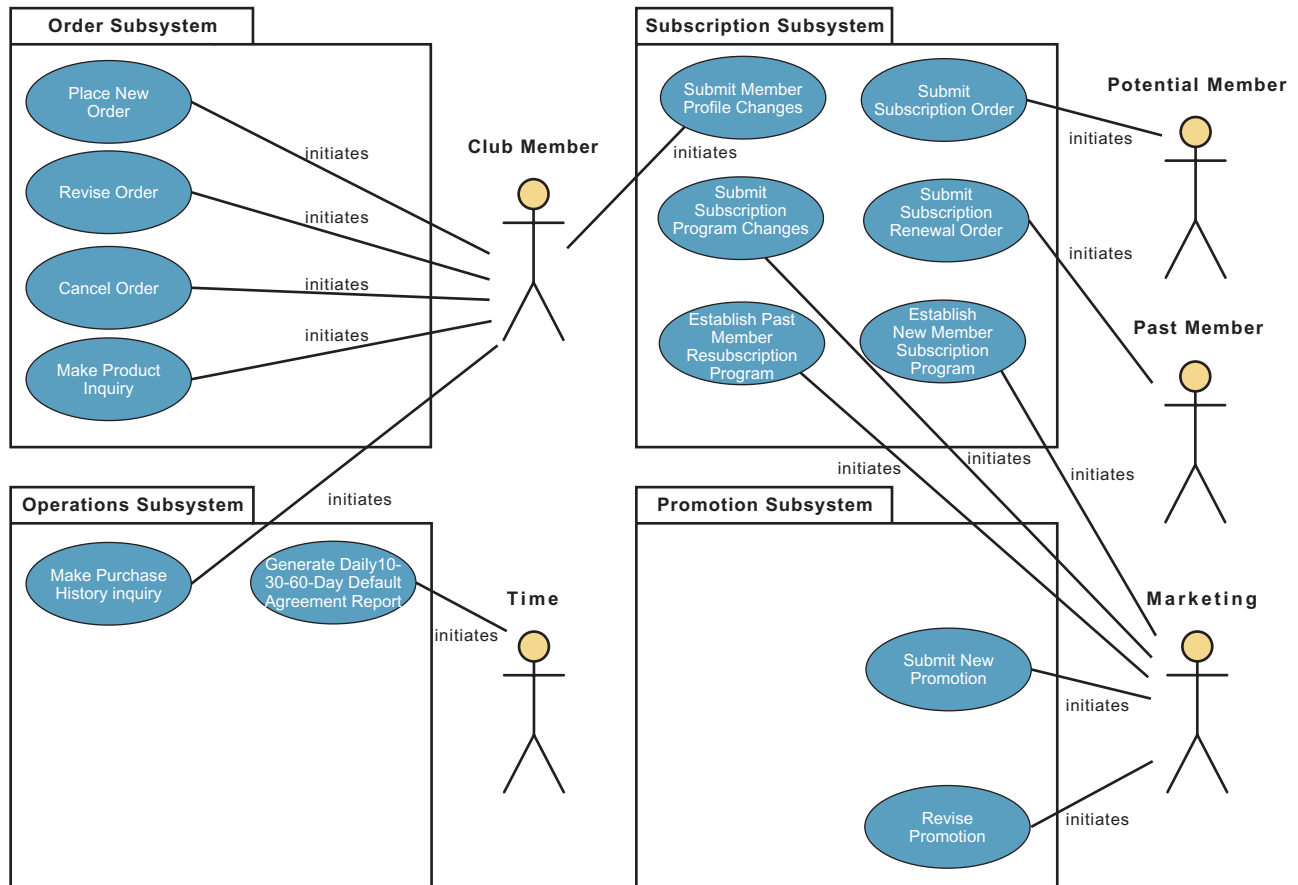 Order Subsystem
Place New
Order
Revise Order
Cancel Order
Make Product
Inquiry
initiates
initiates
initiates
initiates
Club Member
Subscription Subsystem
Submit Member
Profile Changes
Submit
Subscription Order
initiates
Submit
Subscription
Program Changes
Submit
Subscription
Renewal Order
Establish Past
Member
Resubscription
Program
Establish
New Member
Subscription
Program
Potential Member
initiates
initiates
Past Member
initiates
initiates
initiates
Operations Subsystem
initiates
Make Purchase
History inquiry
Generate Daily10-
30-60-Day Default
Agreement Report
initiates
Time
Promotion Subsystem
Marketing
Submit New
Promotion
initiates
Revise
Promotion
initiates